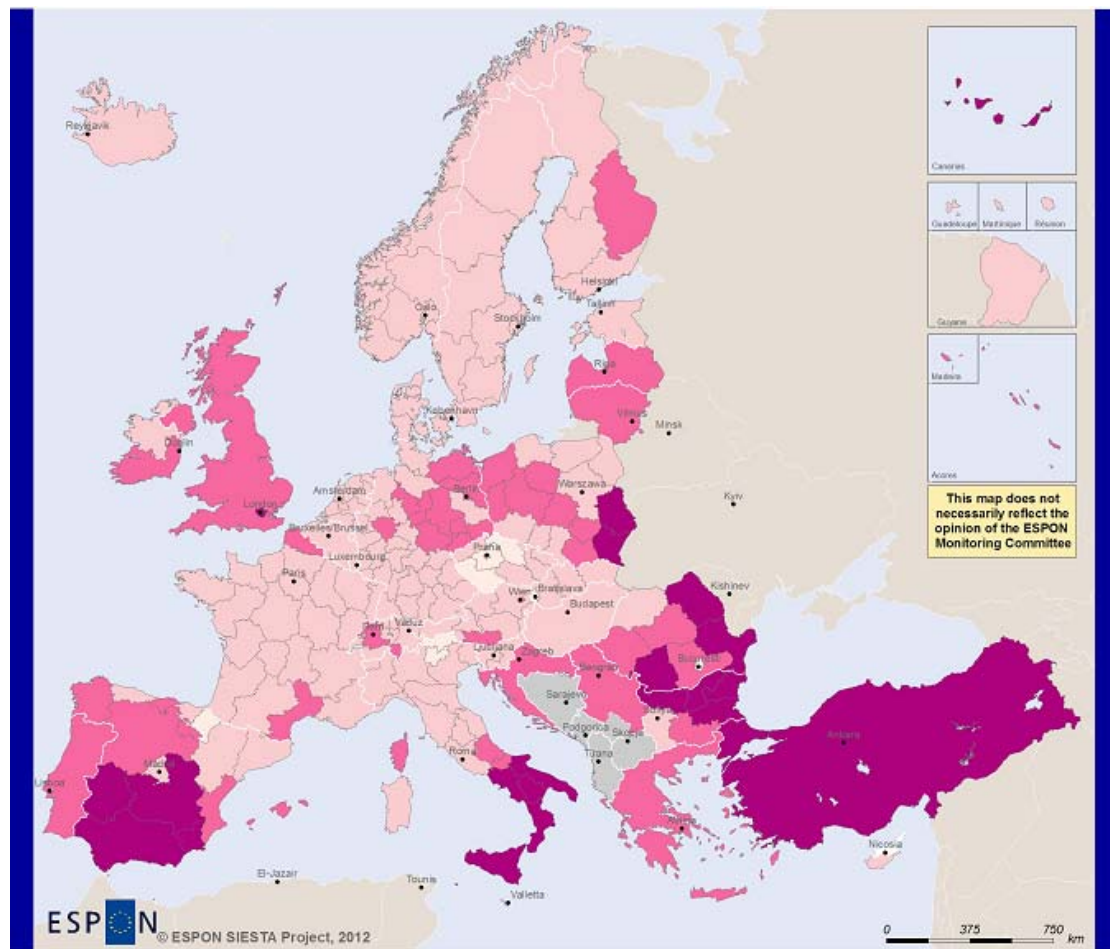 Reykjavik
Canarias
Guadeloupe
Martinique
Réunion
Guyane
Madeira
Acores
This map does not
necessarily reflect the
opinion of the ESPON
Monitoring Committee
Oslo
Helsinki
Tallinn
Stockholm
Riga
København
Vilnius
Minsk
Dublin
London
Amsterdam
Berlin
Warszawa
Kyiv
Bruxelles/Brussel
Luxembourg
Praha
Paris
Wien
Bratislava
Kishinev
Budapest
Bern
Vaduz
Ljubljana
Zagreb
Beograd
Bucuresti
Sarajevo
Podgorica
Skopje
Tirana
Roma
Madrid
Lisboa
Ankara
Athens
Nicosia
El-Jazair
Tounis
Valletta
ESPON
© ESPON SIESTA Project, 2012
0 375 750
km